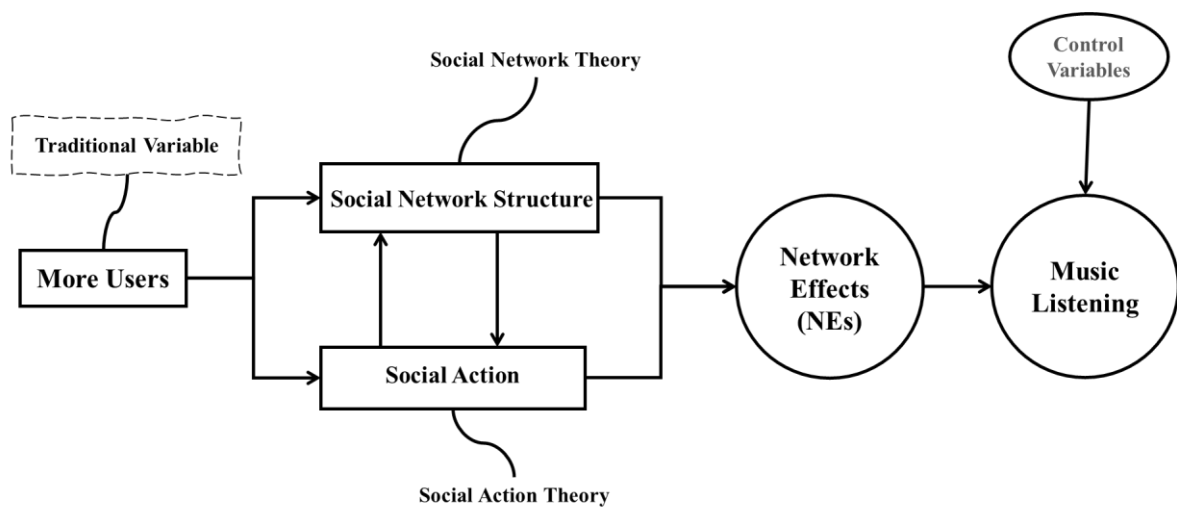 Control
Variables
Social Network Theory
Traditional Variable
Social Network Structure
More Users
Network
Effects
(NEs)
Music
Listening
Social Action
Social Action Theory